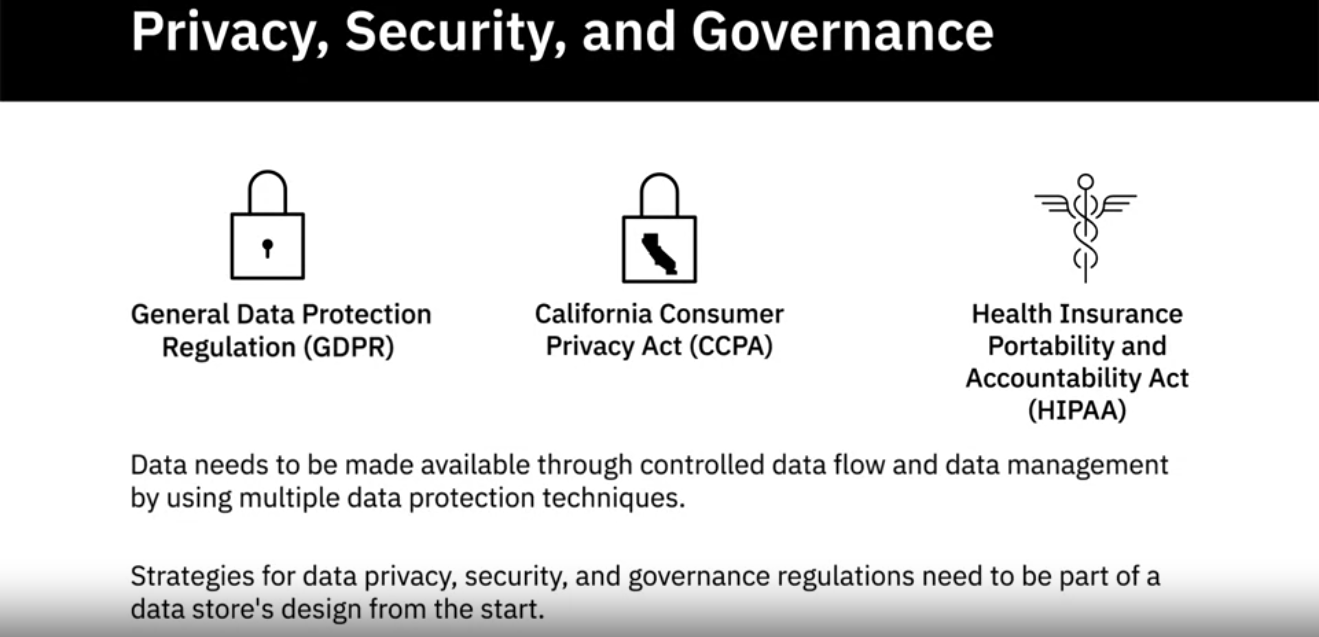 Privacy, Security, and Governance
General Data Protection
Regulation (GDPR)
California Consumer
Privacy Act (CCPA)
Health Insurance
Portability and
Accountability Act
(HIPAA)
Data needs to be made available through controlled data flow and data management
by using multiple data protection techniques.
Strategies for data privacy, security, and governance regulations need to be part of a
data store's design from the start.